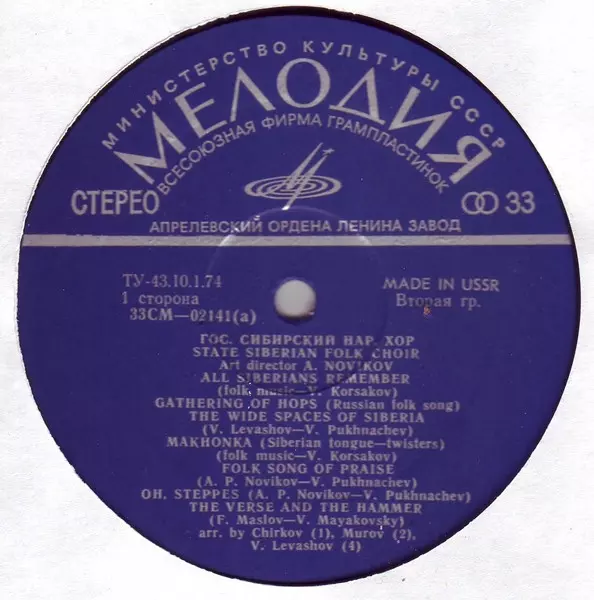 МИНИСТЕРСТВО КУЛЬТУРЫ СССР
МЕЛОДИЯ
ВСЕСОЮЗНАЯ ФИРМА ГРАМПЛАСТИНОК
СТЕРЕО
33
АПРЕЛЕВСКИЙ ОРДЕНА ЛЕНИНА ЗАВОД
ТУ-43.10.1.74
MADE IN USSR
1 сторона
Вторая гр.
33СМ—02141(а)
ГОС. СИБИРСКИЙ НАР. ХОР
STATE SIBERIAN FOLK CHOIR
Art director A. NOVIKOV
ALL SIBERIANS REMEMBER
(folk music—V. Korsakov)
GATHERING OF HOPS (Russian folk song)
THE WIDE SPACES OF SIBERIA
(V. Levashov—V. Pukhnachev)
MAKHONKA (Siberian tongue—twisters)
(folk music—V. Korsakov)
FOLK SONG OF PRAISE
(A. P. Novikov—V. Pukhnachev)
OH, STEPPES (A. P. Novikov—V. Pukhnachev)
THE VERSE AND THE HAMMER
(F. Maslov—V. Mayakovsky)
arr. by Chirkov (1), Murov (2),
V. Levashov (4)